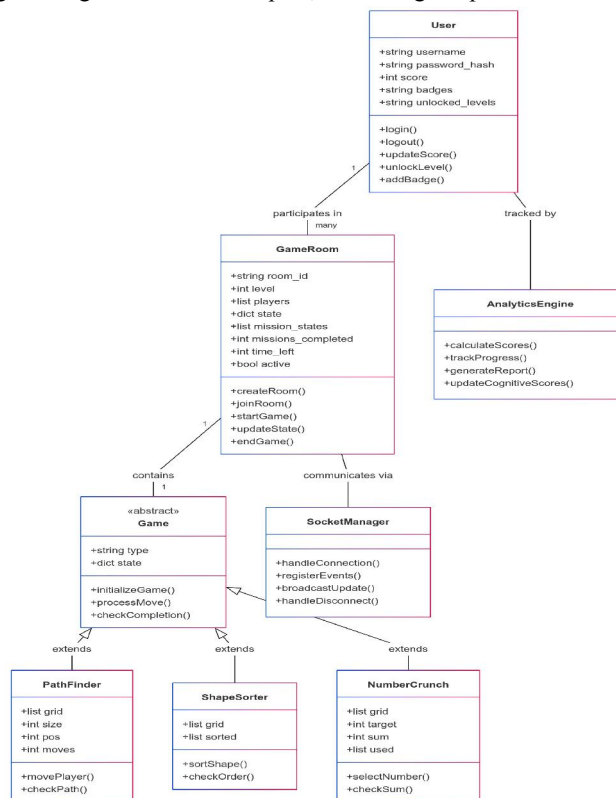 User
+string username
+string password_hash
+int score
+string badges
+string unlocked_levels
+login()
+logout()
+updateScore()
+unlockLevel()
+addBadge()
1
participates in
many
tracked by
GameRoom
+string room_id
+int level
+list players
+dict state
+list mission_states
+int missions_completed
+int time_left
+bool active
+createRoom()
+joinRoom()
+startGame()
+updateState()
+endGame()
AnalyticsEngine
+calculateScores()
+trackProgress()
+generateReport()
+updateCognitiveScores()
1
contains
1
communicates via
«abstract»
Game
+string type
+dict state
+initializeGame()
+processMove()
+checkCompletion()
SocketManager
+handleConnection()
+registerEvents()
+broadcastUpdate()
+handleDisconnect()
extends
extends
extends
PathFinder
+list grid
+int size
+int pos
+int moves
+movePlayer()
+checkPath()
ShapeSorter
+list grid
+list sorted
+sortShape()
+checkOrder()
NumberCrunch
+list grid
+int target
+int sum
+list used
+selectNumber()
+checkSum()